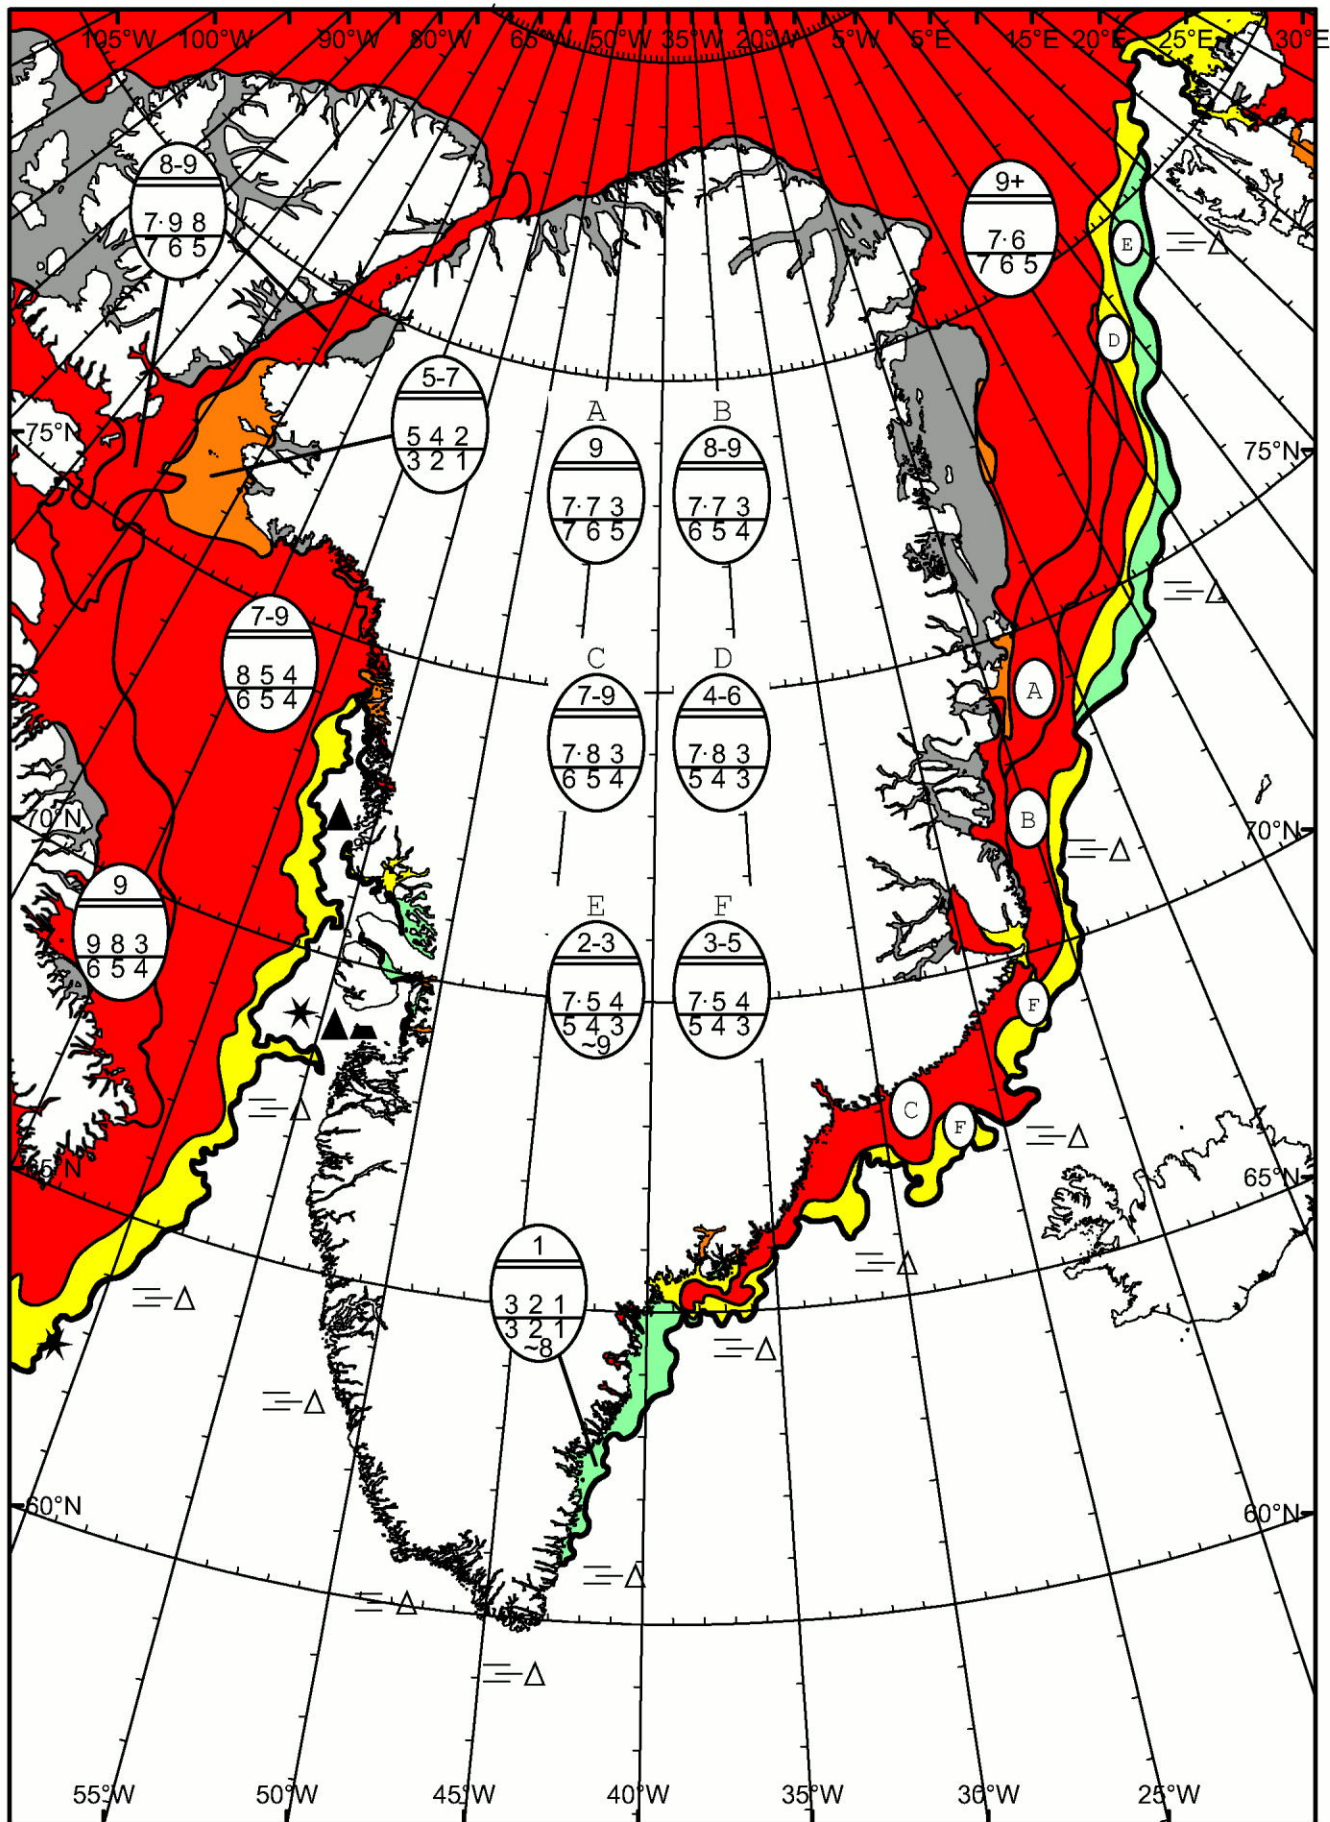 105°W 100°W 90°W 80°W 65°W 50°W 35°W 20°W 5°W 5°E 15°E 20°E 25°E 30°E
8-9
7·9 8
7 6 5
9+
7·6
7 6 5
E
D
5-7
5 4 2
3 2 1
75°N
75°N
A
9
7·7 3
7 6 5
B
8-9
7·7 3
6 5 4
7-9
8 5 4
6 5 4
C
7-9
7·8 3
6 5 4
D
4-6
7·8 3
5 4 3
A
B
70°N
70°N
9
9 8 3
6 5 4
E
2-3
7·5 4
5 4 3
~9
F
3-5
7·5 4
5 4 3
F
C
F
65°N
65°N
1
3 2 1
3 2 1
~8
60°N
60°N
55°W 50°W 45°W 40°W 35°W 30°W 25°W